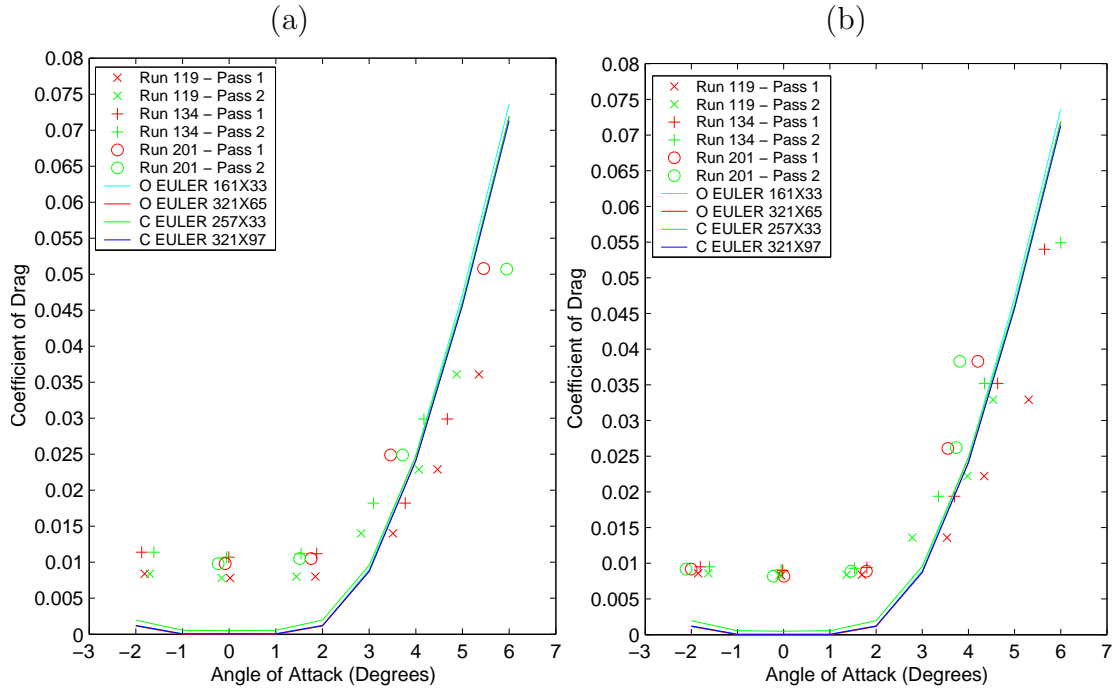 (a)
0.08
0.075
0.07
0.065
0.06
0.055
0.05
0.045
0.04
0.035
0.03
0.025
0.02
0.015
0.01
0.005
0
Coefficient of Drag
Run 119 − Pass 1
Run 119 − Pass 2
Run 134 − Pass 1
Run 134 − Pass 2
Run 201 − Pass 1
Run 201 − Pass 2
O EULER 161X33
O EULER 321X65
C EULER 257X33
C EULER 321X97
−3 −2 −1 0 1 2 3 4 5 6 7
Angle of Attack (Degrees)
(b)
0.08
0.075
0.07
0.065
0.06
0.055
0.05
0.045
0.04
0.035
0.03
0.025
0.02
0.015
0.01
0.005
0
Coefficient of Drag
Run 119 − Pass 1
Run 119 − Pass 2
Run 134 − Pass 1
Run 134 − Pass 2
Run 201 − Pass 1
Run 201 − Pass 2
O EULER 161X33
O EULER 321X65
C EULER 257X33
C EULER 321X97
−3 −2 −1 0 1 2 3 4 5 6 7
Angle of Attack (Degrees)